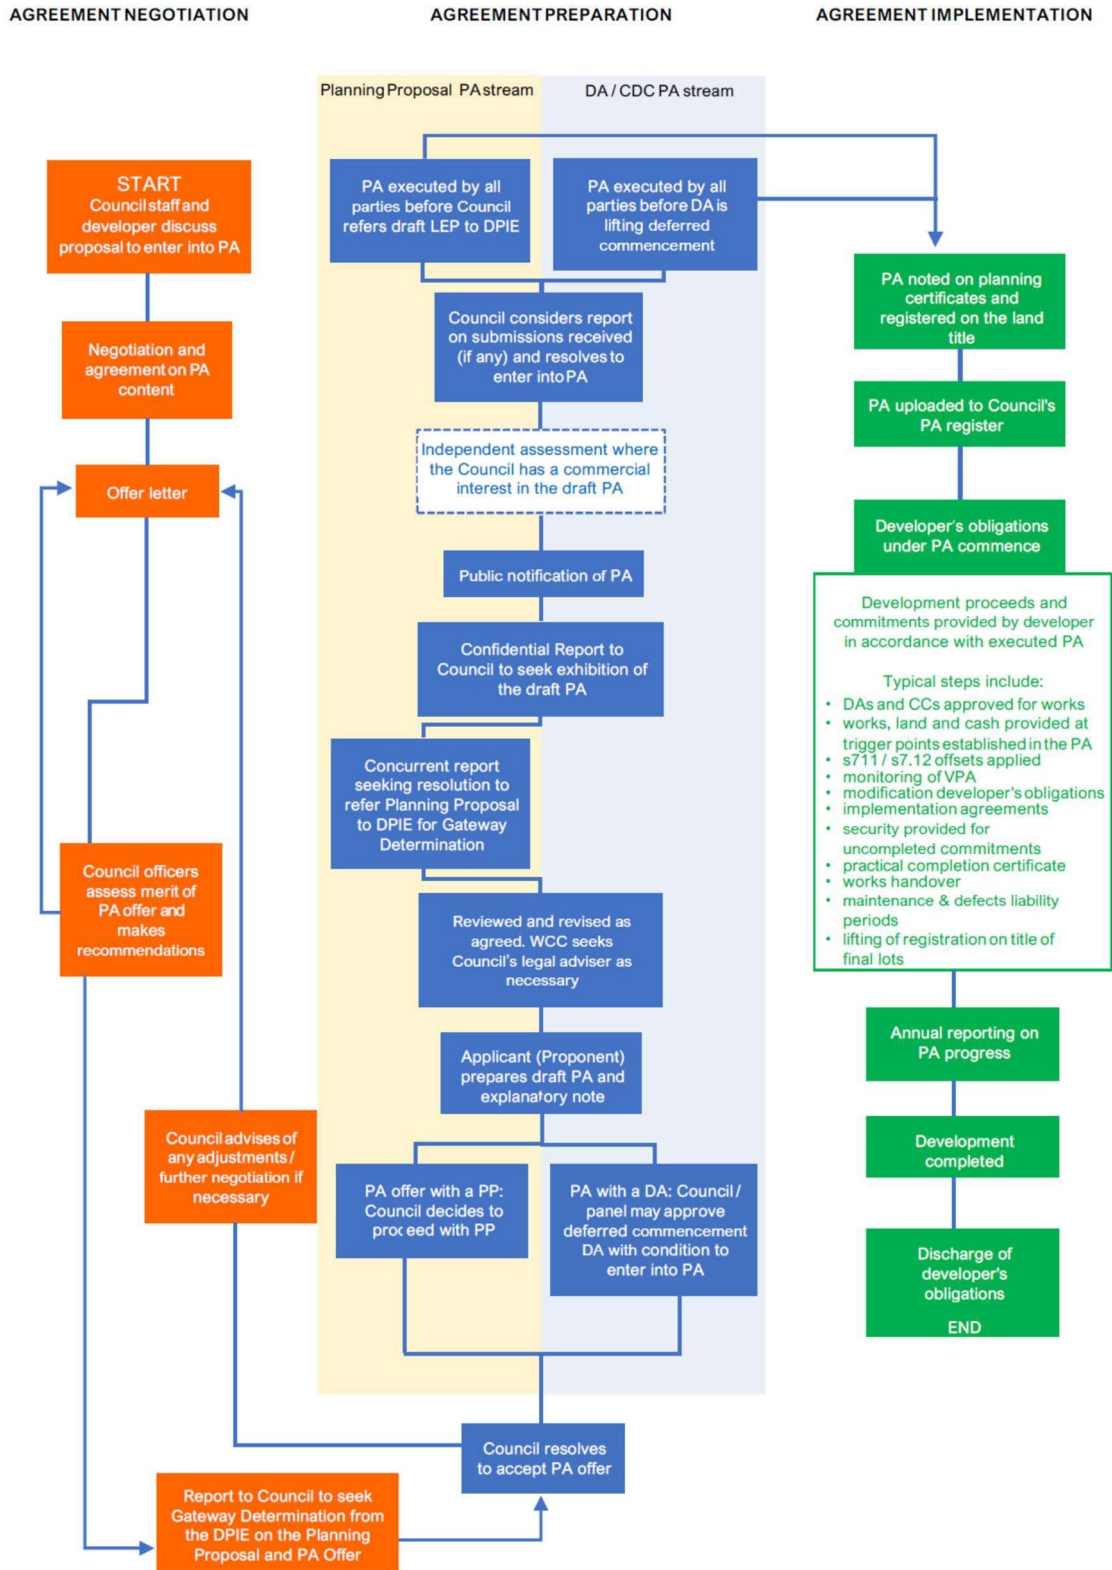 AGREEMENT NEGOTIATION
AGREEMENT PREPARATION
AGREEMENT IMPLEMENTATION
Planning Proposal PA stream
DA / CDC PA stream
START
Council staff and
developer discuss
proposal to enter into PA
Negotiation and
agreement on PA
content
Offer letter
Council officers
assess merit of
PA offer and
makes
recommendations
Council advises of
any adjustments /
further negotiation if
necessary
Report to Council to seek
Gateway Determination from
the DPIE on the Planning
Proposal and PA Offer
PA executed by all
parties before Council
refers draft LEP to DPIE
PA executed by all
parties before DA is
lifting deferred
commencement
Council considers report
on submissions received
(if any) and resolves to
enter into PA
Independent assessment where
the Council has a commercial
interest in the draft PA
Public notification of PA
Confidential Report to
Council to seek exhibition of
the draft PA
Concurrent report
seeking resolution to
refer Planning Proposal
to DPIE for Gateway
Determination
Reviewed and revised as
agreed. WCC seeks
Council's legal adviser as
necessary
Applicant (Proponent)
prepares draft PA and
explanatory note
PA offer with a PP:
Council decides to
proceed with PP
PA with a DA: Council /
panel may approve
deferred commencement
DA with condition to
enter into PA
Council resolves
to accept PA offer
PA noted on planning
certificates and
registered on the land
title
PA uploaded to Council's
PA register
Developer's obligations
under PA commence
Development proceeds and
commitments provided by developer
in accordance with executed PA
Typical steps include:
• DAs and CCs approved for works
• works, land and cash provided at
trigger points established in the PA
• s711 / s7.12 offsets applied
• monitoring of VPA
• modification developer's obligations
• implementation agreements
• security provided for
uncompleted commitments
• practical completion certificate
• works handover
• maintenance & defects liability
periods
• lifting of registration on title of
final lots
Annual reporting on
PA progress
Development
completed
Discharge of
developer's
obligations
END